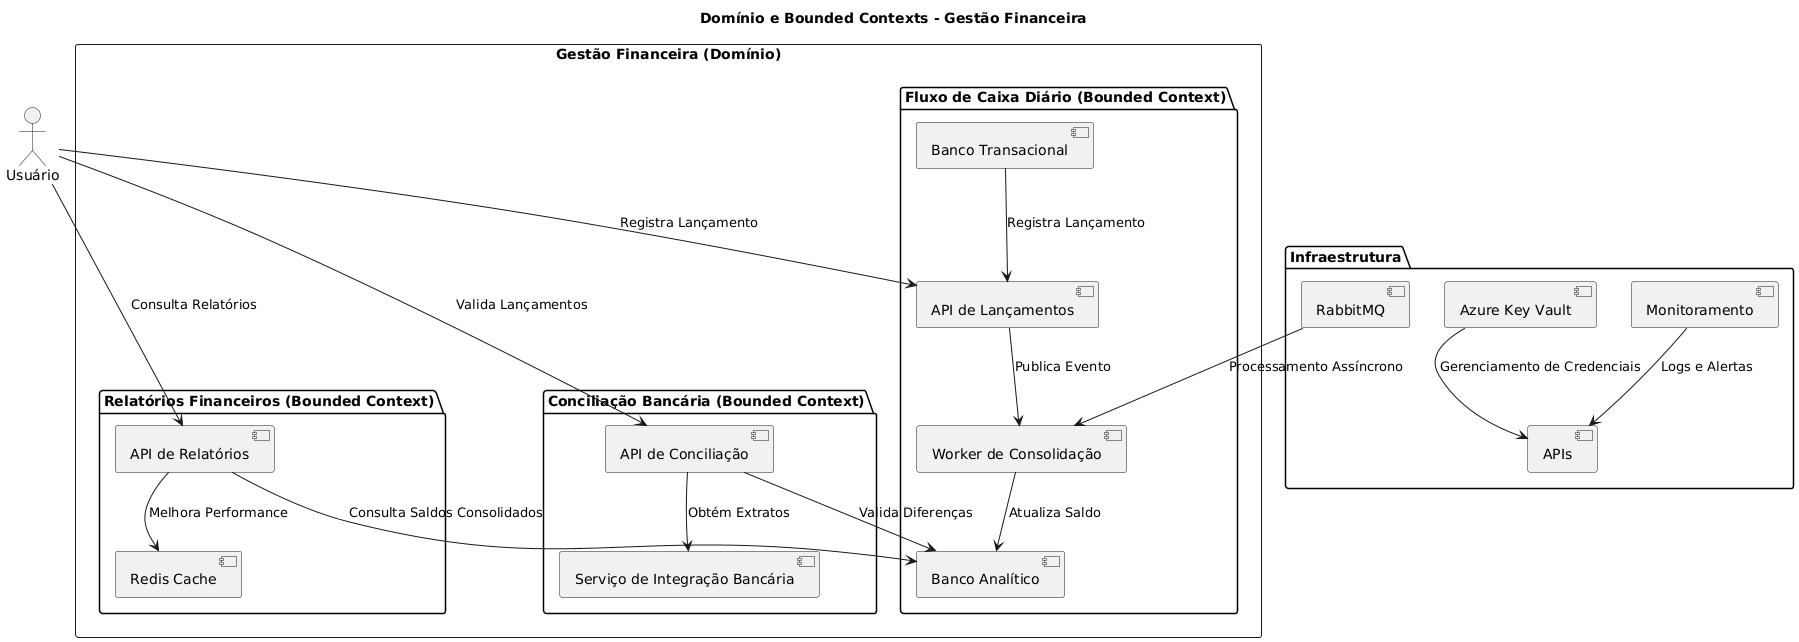 Domínio e Bounded Contexts - Gestão Financeira
Gestão Financeira (Domínio)
Fluxo de Caixa Diário (Bounded Context)
Banco Transacional
Usuário
Registra Lançamento
Registra Lançamento
Infraestrutura
Consulta Relatórios
Valida Lançamentos
API de Lançamentos
RabbitMQ
Azure Key Vault
Monitoramento
Publica Evento
Processamento Assíncrono
Gerenciamento de Credenciais
Logs e Alertas
Relatórios Financeiros (Bounded Context)
Conciliação Bancária (Bounded Context)
API de Relatórios
API de Conciliação
Worker de Consolidação
APIs
Melhora Performance
Consulta Saldos Consolidados
Obtém Extratos
Valida Diferenças
Atualiza Saldo
Redis Cache
Serviço de Integração Bancária
Banco Analítico